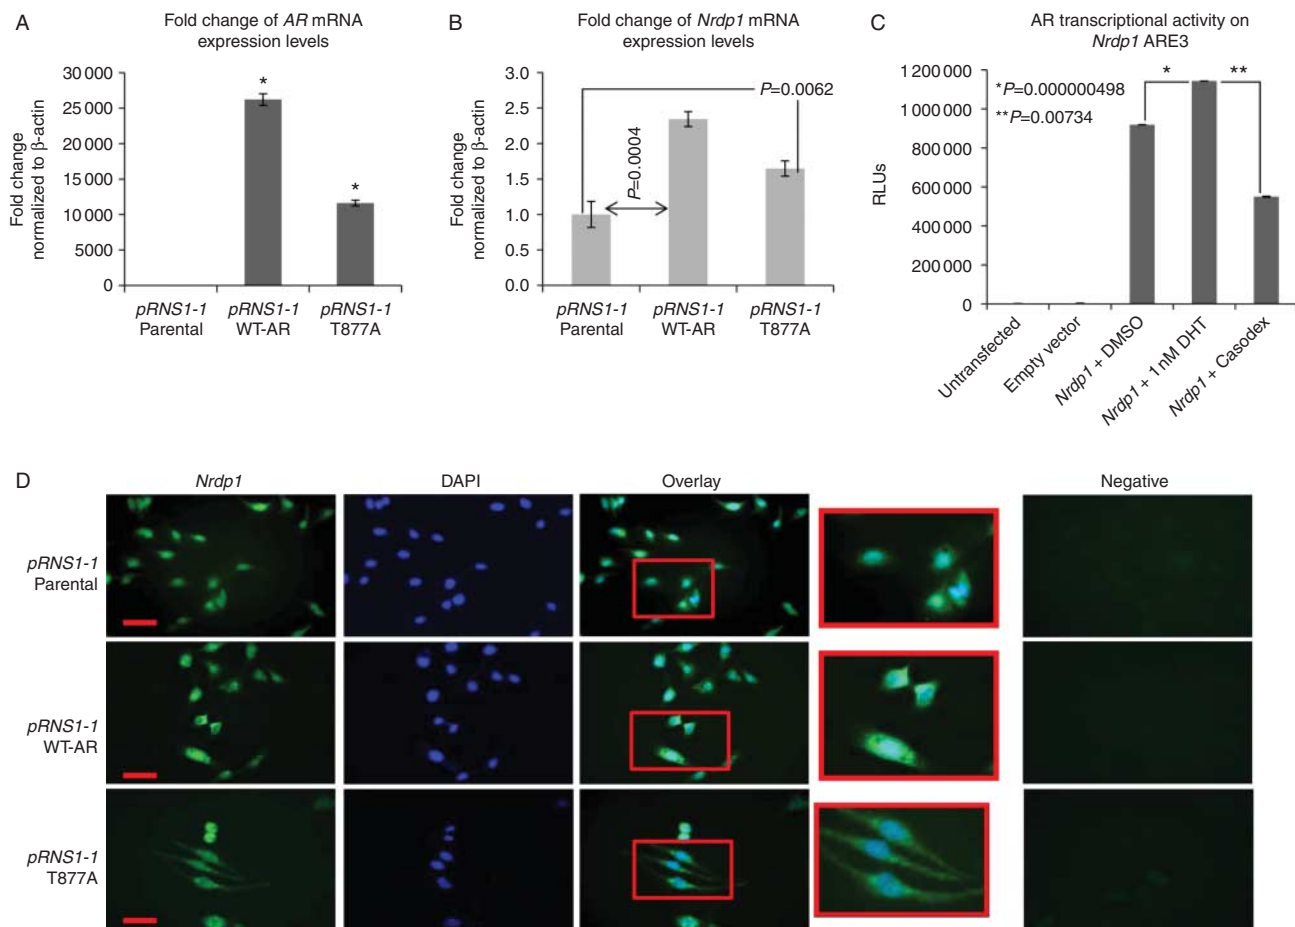 A
Fold change of AR mRNA
expression levels
Fold change
normalized to β-actin
30 000
25 000
20 000
15 000
10 000
5000
0
*
*
pRNS1-1
Parental
pRNS1-1
WT-AR
pRNS1-1
T877A
B
Fold change of Nrdp1 mRNA
expression levels
Fold change
normalized to β-actin
3.0
2.5
2.0
1.5
1.0
0.5
0.0
P=0.0062
P=0.0004
pRNS1-1
Parental
pRNS1-1
WT-AR
pRNS1-1
T877A
C
AR transcriptional activity on
Nrdp1 ARE3
RLUs
1200 000
1000 000
800 000
600 000
400 000
200 000
0
*P=0.000000498
**P=0.00734
*
**
Untransfected
Empty vector
Nrdp1 + DMSO
Nrdp1 + 1 nM DHT
Nrdp1 + Casodex
D
Nrdp1
DAPI
Overlay
Negative
pRNS1-1
Parental
pRNS1-1
WT-AR
pRNS1-1
T877A